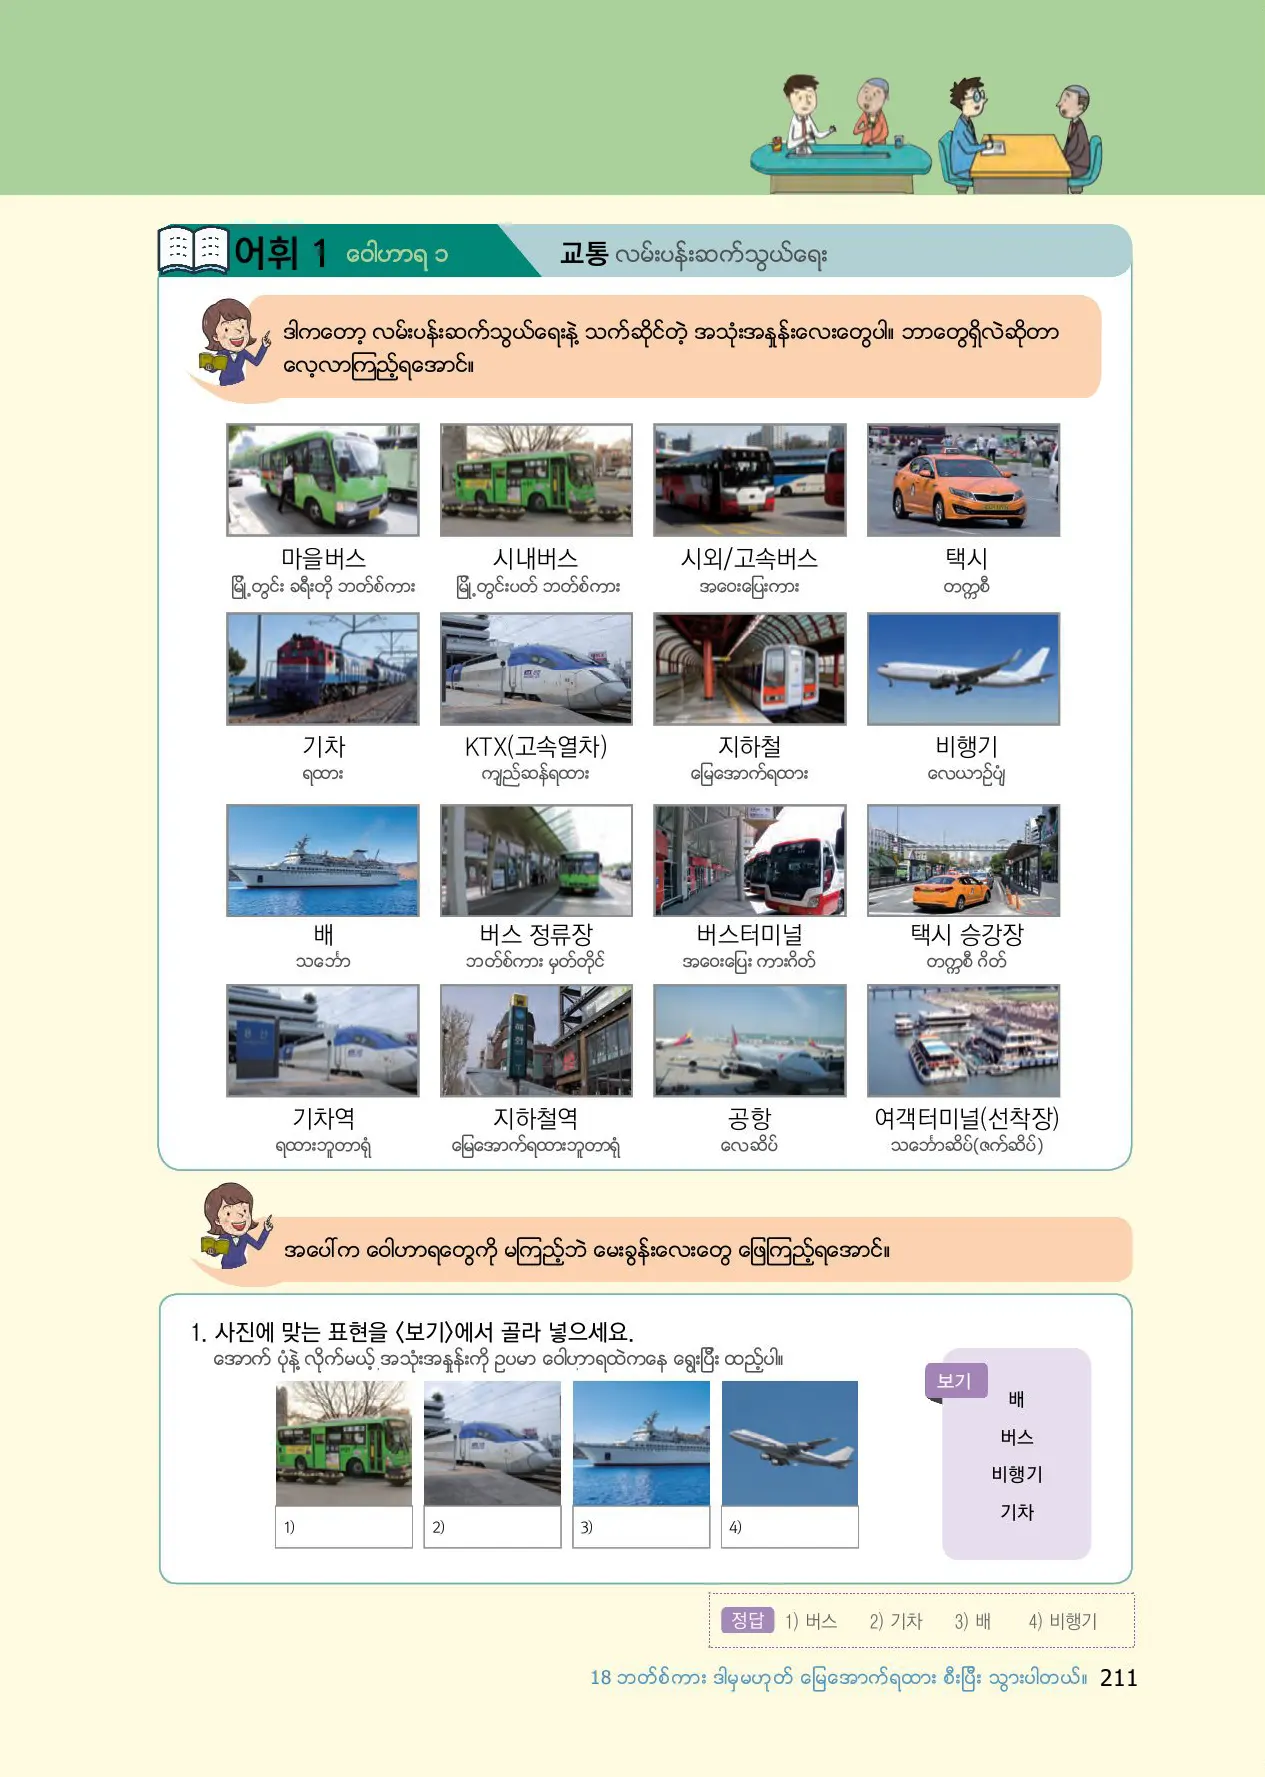 어휘 1 ဝေါဟာရ ၁
교통 လမ်းပန်းဆက်သွယ်ရေး
ဒါကတော့ လမ်းပန်းဆက်သွယ်ရေးနဲ့ သက်ဆိုင်တဲ့ အသုံးအနှုန်းလေးတွေပါ။ ဘာတွေရှိလဲဆိုတာ
လေ့လာကြည့်ရအောင်။
마을버스 시내버스 시외/고속버스 택시
မြို့တွင်း ခရီးတို ဘတ်စ်ကား မြို့တွင်းပတ် ဘတ်စ်ကား အဝေးပြေးကား တက္ကစီ
기차 KTX(고속열차) 지하철 비행기
ရထား ကျည်ဆန်ရထား မြေအောက်ရထား လေယာဉ်ပျံ
배 버스 정류장 버스터미널 택시 승강장
သင်္ဘော ဘတ်စ်ကား မှတ်တိုင် အဝေးပြေး ကားဂိတ် တက္ကစီ ဂိတ်
기차역 지하철역 공항 여객터미널(선착장)
ရထားဘူတာရုံ မြေအောက်ရထားဘူတာရုံ လေဆိပ် သင်္ဘောဆိပ်(ဇက်ဆိပ်)
အပေါ်က ဝေါဟာရတွေကို မကြည့်ဘဲ မေးခွန်းလေးတွေ ဖြေကြည့်ရအောင်။
1. 사진에 맞는 표현을 〈보기〉에서 골라 넣으세요.
အောက် ပုံနဲ့ လိုက်မယ့် အသုံးအနှုန်းကို ဥပမာ ဝေါဟာရထဲကနေ ရွေးပြီး ထည့်ပါ။
보기
배
버스
비행기
기차
1) 2) 3) 4)
정답 1) 버스 2) 기차 3) 배 4) 비행기
18 ဘတ်စ်ကား ဒါမှမဟုတ် မြေအောက်ရထား စီးပြီး သွားပါတယ်။ 211